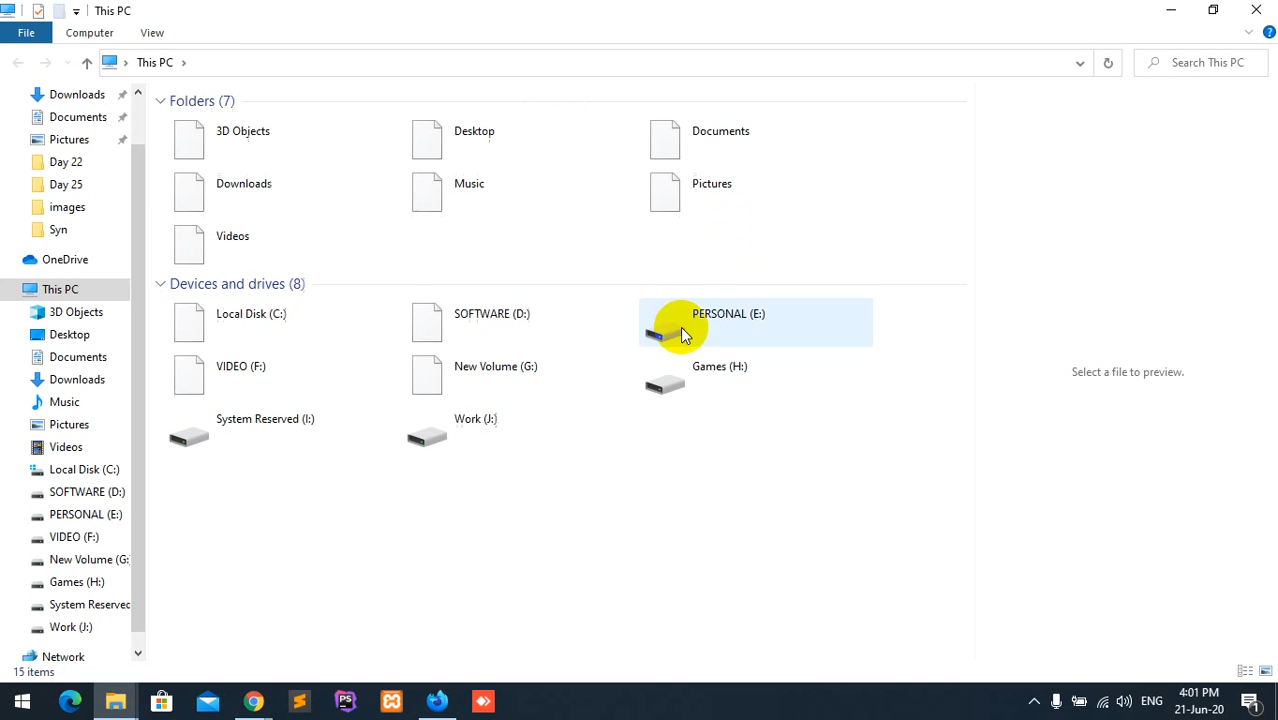 This PC
File
Computer
View
This PC
Search This PC
Downloads
Documents
Pictures
Day 22
Day 25
images
Syn
OneDrive
This PC
3D Objects
Desktop
Documents
Downloads
Music
Pictures
Videos
Local Disk (C:)
SOFTWARE (D:)
PERSONAL (E:)
VIDEO (F:)
New Volume (G:
Games (H:)
System Reserved
Work (J:)
Network
Folders (7)
3D Objects
Desktop
Documents
Downloads
Music
Pictures
Videos
Devices and drives (8)
Local Disk (C:)
SOFTWARE (D:)
PERSONAL (E:)
VIDEO (F:)
New Volume (G:)
Games (H:)
System Reserved (I:)
Work (J:)
Select a file to preview.
15 items
PS
ENG
4:01 PM
21-Jun-20
1